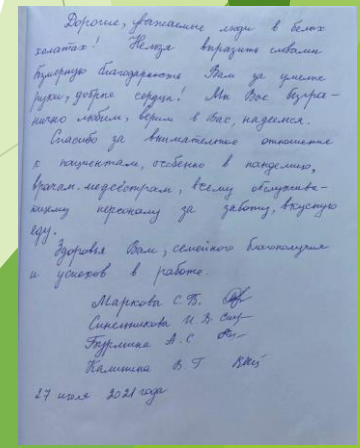 Дорогие, уважаемые люди в белых
халатах! Нельзя выразить словами
безмерную благодарность Вам за умелые
руки, добрые сердца! Мы Вас безгра-
нично любим, верим в Вас, надеемся.
Спасибо за внимательное отношение
к пациентам, особенно в пандемию,
врачам, медсёстрам, всему обслужива-
ющему персоналу за заботу, вкусную
еду.
Здоровья Вам, семейного благополучия
и успехов в работе.
Маркова С. Б.
Синельникова И. В.
А. С.
Калинина В. Г.
27 июля 2021 года